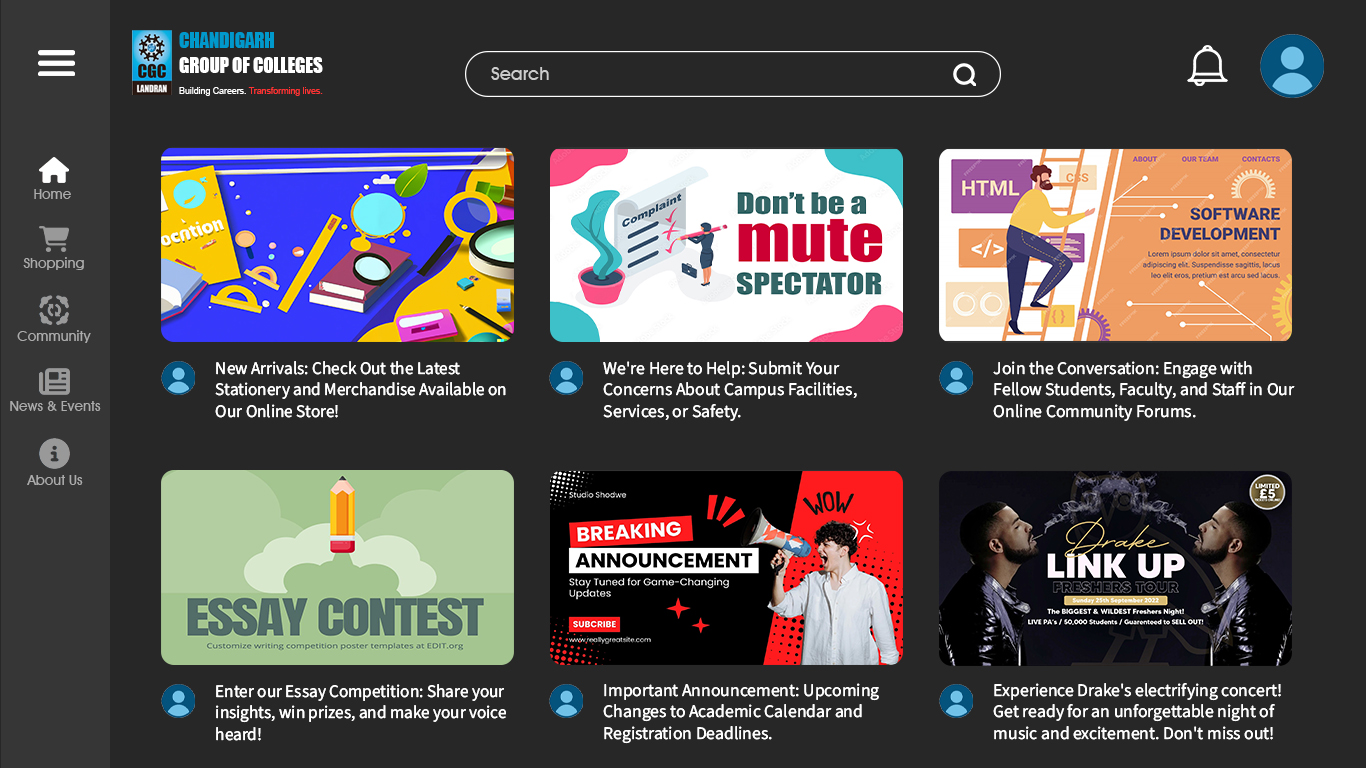 CHANDIGARH
GROUP OF COLLEGES
CGC
LANDRAN
Building Careers. Transforming lives.
Search
Home
Shopping
Community
News & Events
About Us
ocntion
New Arrivals: Check Out the Latest
Stationery and Merchandise Available on
Our Online Store!
Complaint
Don't be a
mute
SPECTATOR
We're Here to Help: Submit Your
Concerns About Campus Facilities,
Services, or Safety.
ABOUT OUR TEAM CONTACTS
HTML
CSS
</>
{ }
SOFTWARE
DEVELOPMENT
Lorem ipsum dolor sit amet, consectetur
adipiscing elit. Suspendisse sagittis, lacus
leo elit eros, pretium est arcu sed lacus.
Join the Conversation: Engage with
Fellow Students, Faculty, and Staff in Our
Online Community Forums.
ESSAY CONTEST
Customize writing competition poster templates at EDIT.org
Enter our Essay Competition: Share your
insights, win prizes, and make your voice
heard!
Studio Shodwe
WOW
BREAKING
ANNOUNCEMENT
Stay Tuned for Game-Changing
Updates
SUBCRIBE
www.reallygreatsite.com
Important Announcement: Upcoming
Changes to Academic Calendar and
Registration Deadlines.
LIMITED
£5
Drake
LINK UP
FRESHERS TOUR
Sunday 25th September 2022
The BIGGEST & WILDEST Freshers Night!
LIVE PA's / 50,000 Students / Guarenteed to SELL OUT!
Experience Drake's electrifying concert!
Get ready for an unforgettable night of
music and excitement. Don't miss out!